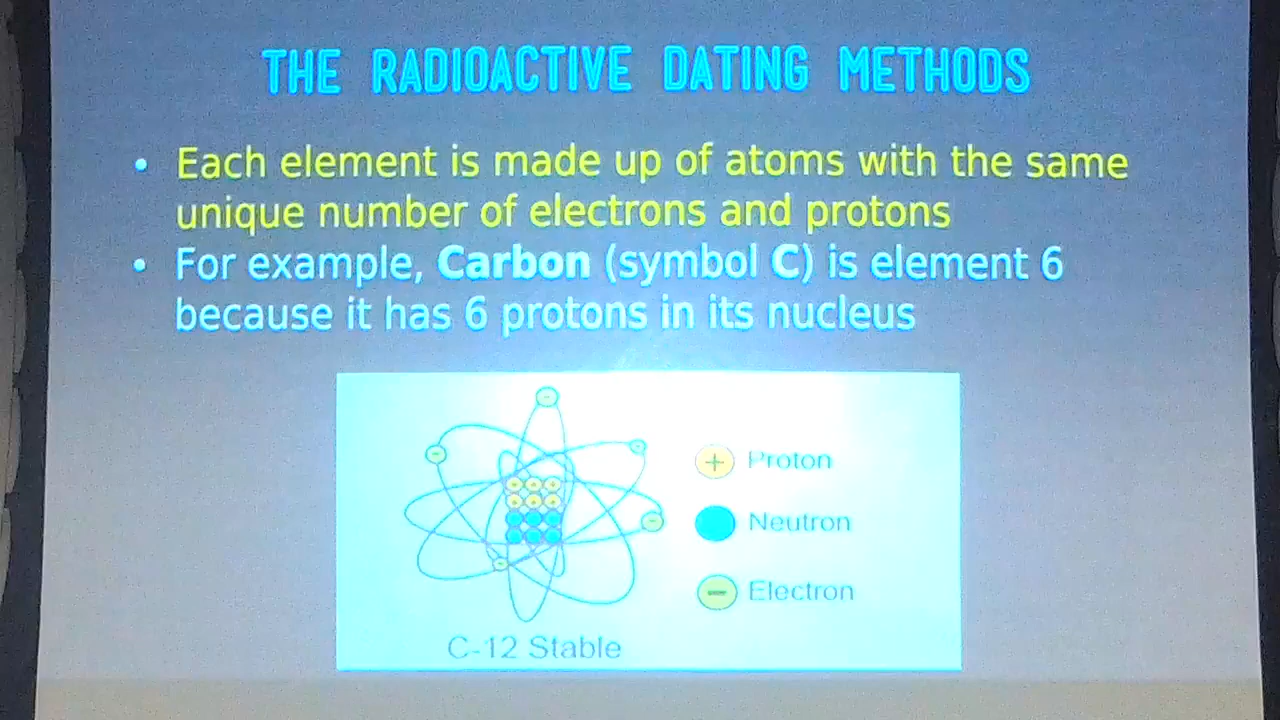 THE RADIOACTIVE DATING METHODS
• Each element is made up of atoms with the same
unique number of electrons and protons
• For example, Carbon (symbol C) is element 6
because it has 6 protons in its nucleus
+ Proton
Neutron
− Electron
C-12 Stable